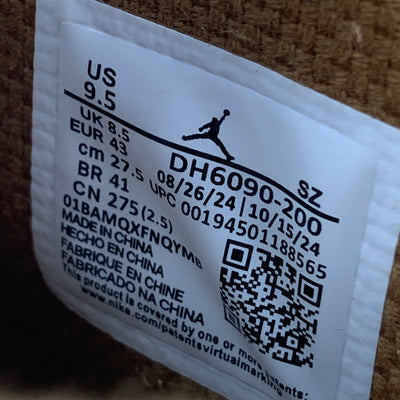 US
9.5
UK 8.5
EUR 43
cm 27.5
BR 41
CN 275(2.5)
DH6090-200 SZ
08/26/24|10/15/24
UPC 00194501188565
01BAMQXFNQYMB
MADE IN CHINA
HECHO EN CHINA
FABRIQUE EN CHINE
FABRICADO NA CHINA
This product is covered by one or more patents:
www.nike.com/patentsvirtualmarking